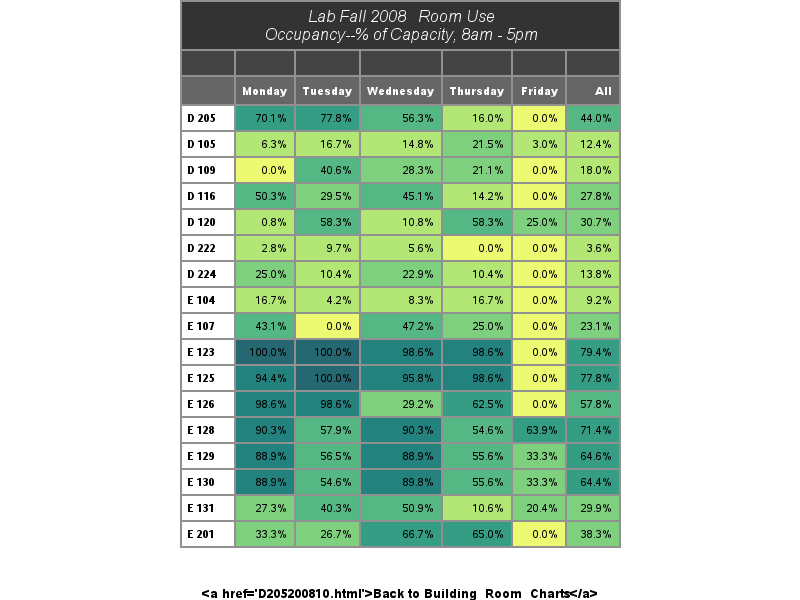 Lab Fall 2008 Room Use
Occupancy--% of Capacity, 8am - 5pm
Monday Tuesday Wednesday Thursday Friday All
D 205 70.1% 77.8% 56.3% 16.0% 0.0% 44.0%
D 105 6.3% 16.7% 14.8% 21.5% 3.0% 12.4%
D 109 0.0% 40.6% 28.3% 21.1% 0.0% 18.0%
D 116 50.3% 29.5% 45.1% 14.2% 0.0% 27.8%
D 120 0.8% 58.3% 10.8% 58.3% 25.0% 30.7%
D 222 2.8% 9.7% 5.6% 0.0% 0.0% 3.6%
D 224 25.0% 10.4% 22.9% 10.4% 0.0% 13.8%
E 104 16.7% 4.2% 8.3% 16.7% 0.0% 9.2%
E 107 43.1% 0.0% 47.2% 25.0% 0.0% 23.1%
E 123 100.0% 100.0% 98.6% 98.6% 0.0% 79.4%
E 125 94.4% 100.0% 95.8% 98.6% 0.0% 77.8%
E 126 98.6% 98.6% 29.2% 62.5% 0.0% 57.8%
E 128 90.3% 57.9% 90.3% 54.6% 63.9% 71.4%
E 129 88.9% 56.5% 88.9% 55.6% 33.3% 64.6%
E 130 88.9% 54.6% 89.8% 55.6% 33.3% 64.4%
E 131 27.3% 40.3% 50.9% 10.6% 20.4% 29.9%
E 201 33.3% 26.7% 66.7% 65.0% 0.0% 38.3%
<a href='D205200810.html'>Back to Building_Room_Charts</a>